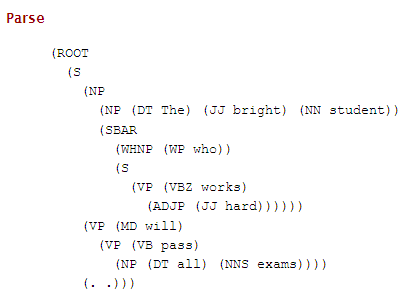 Parse
(ROOT
(S
(NP
(NP (DT The) (JJ bright) (NN student))
(SBAR
(WHNP (WP who))
(S
(VP (VBZ works)
(ADJP (JJ hard))))))
(VP (MD will)
(VP (VB pass)
(NP (DT all) (NNS exams))))
(. .)))